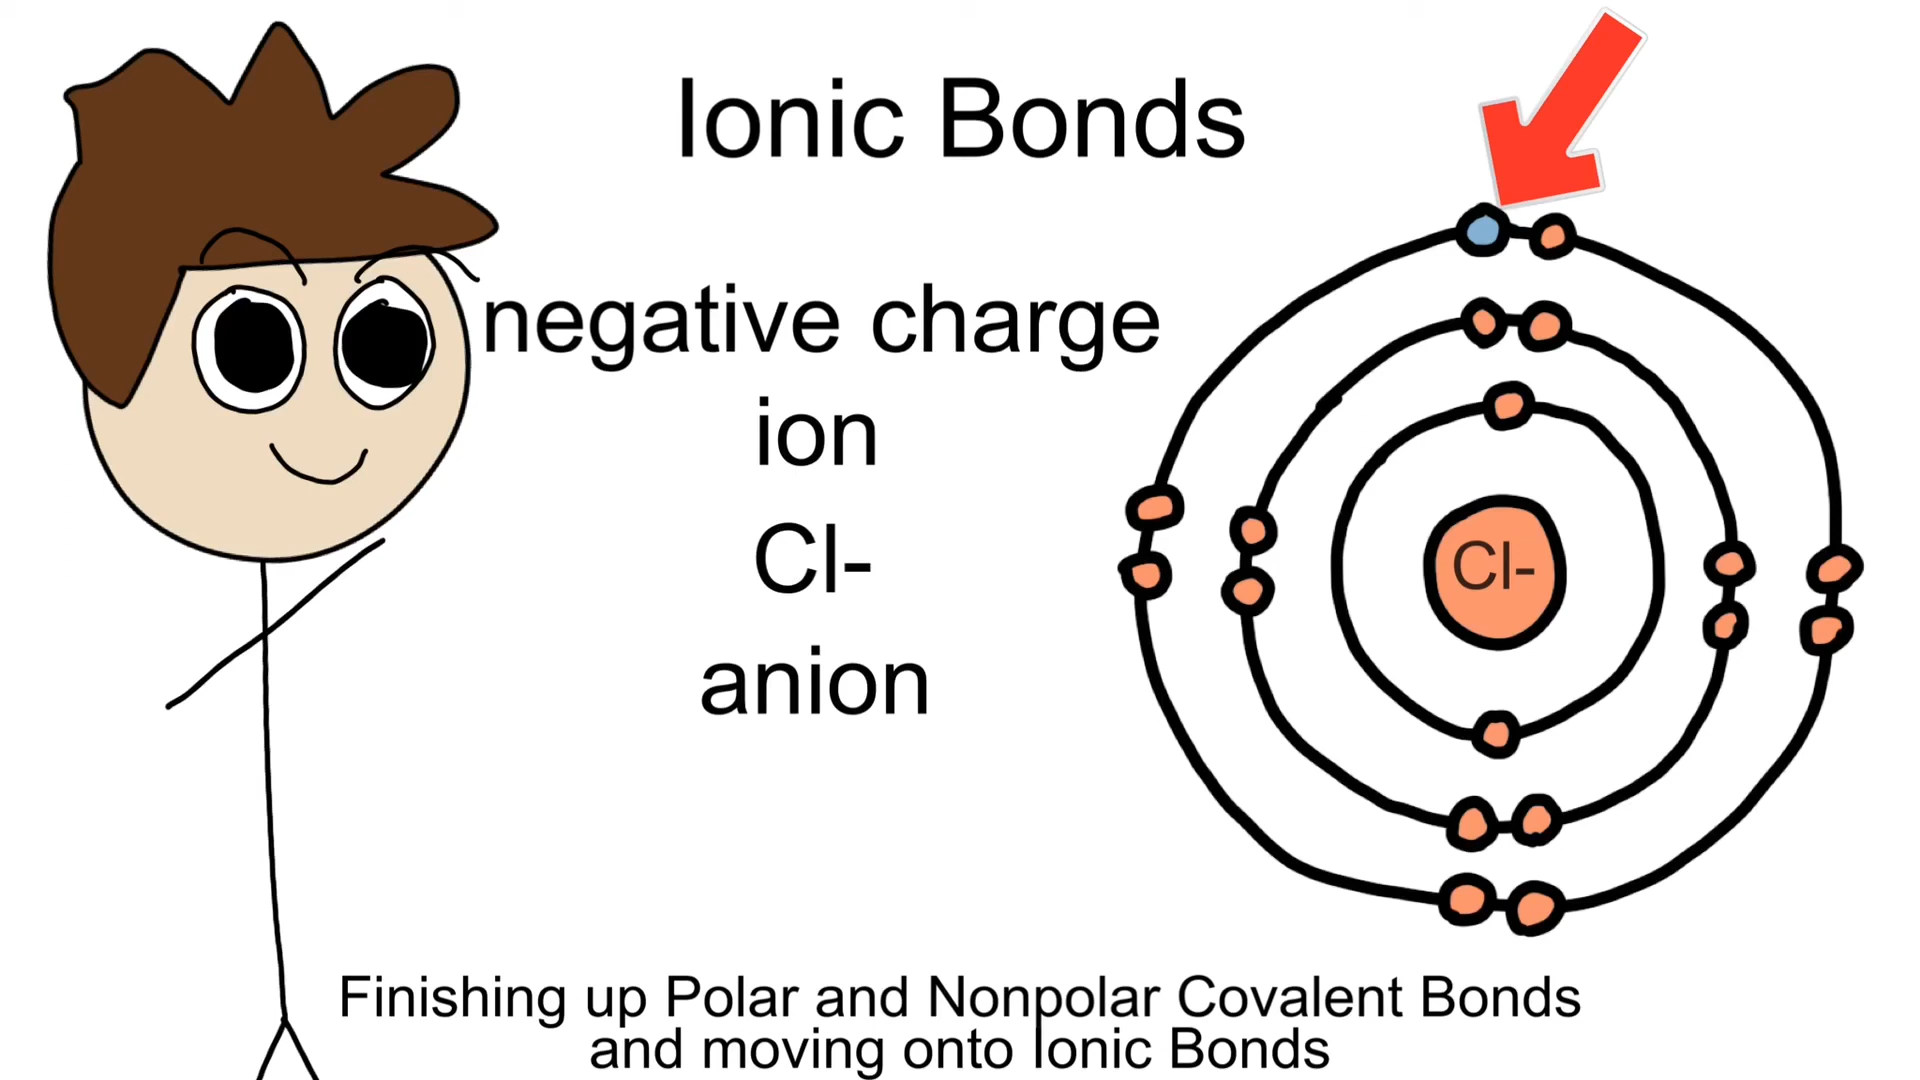 Ionic Bonds
negative charge
ion
Cl-
anion
Cl-
Finishing up Polar and Nonpolar Covalent Bonds
and moving onto Ionic Bonds